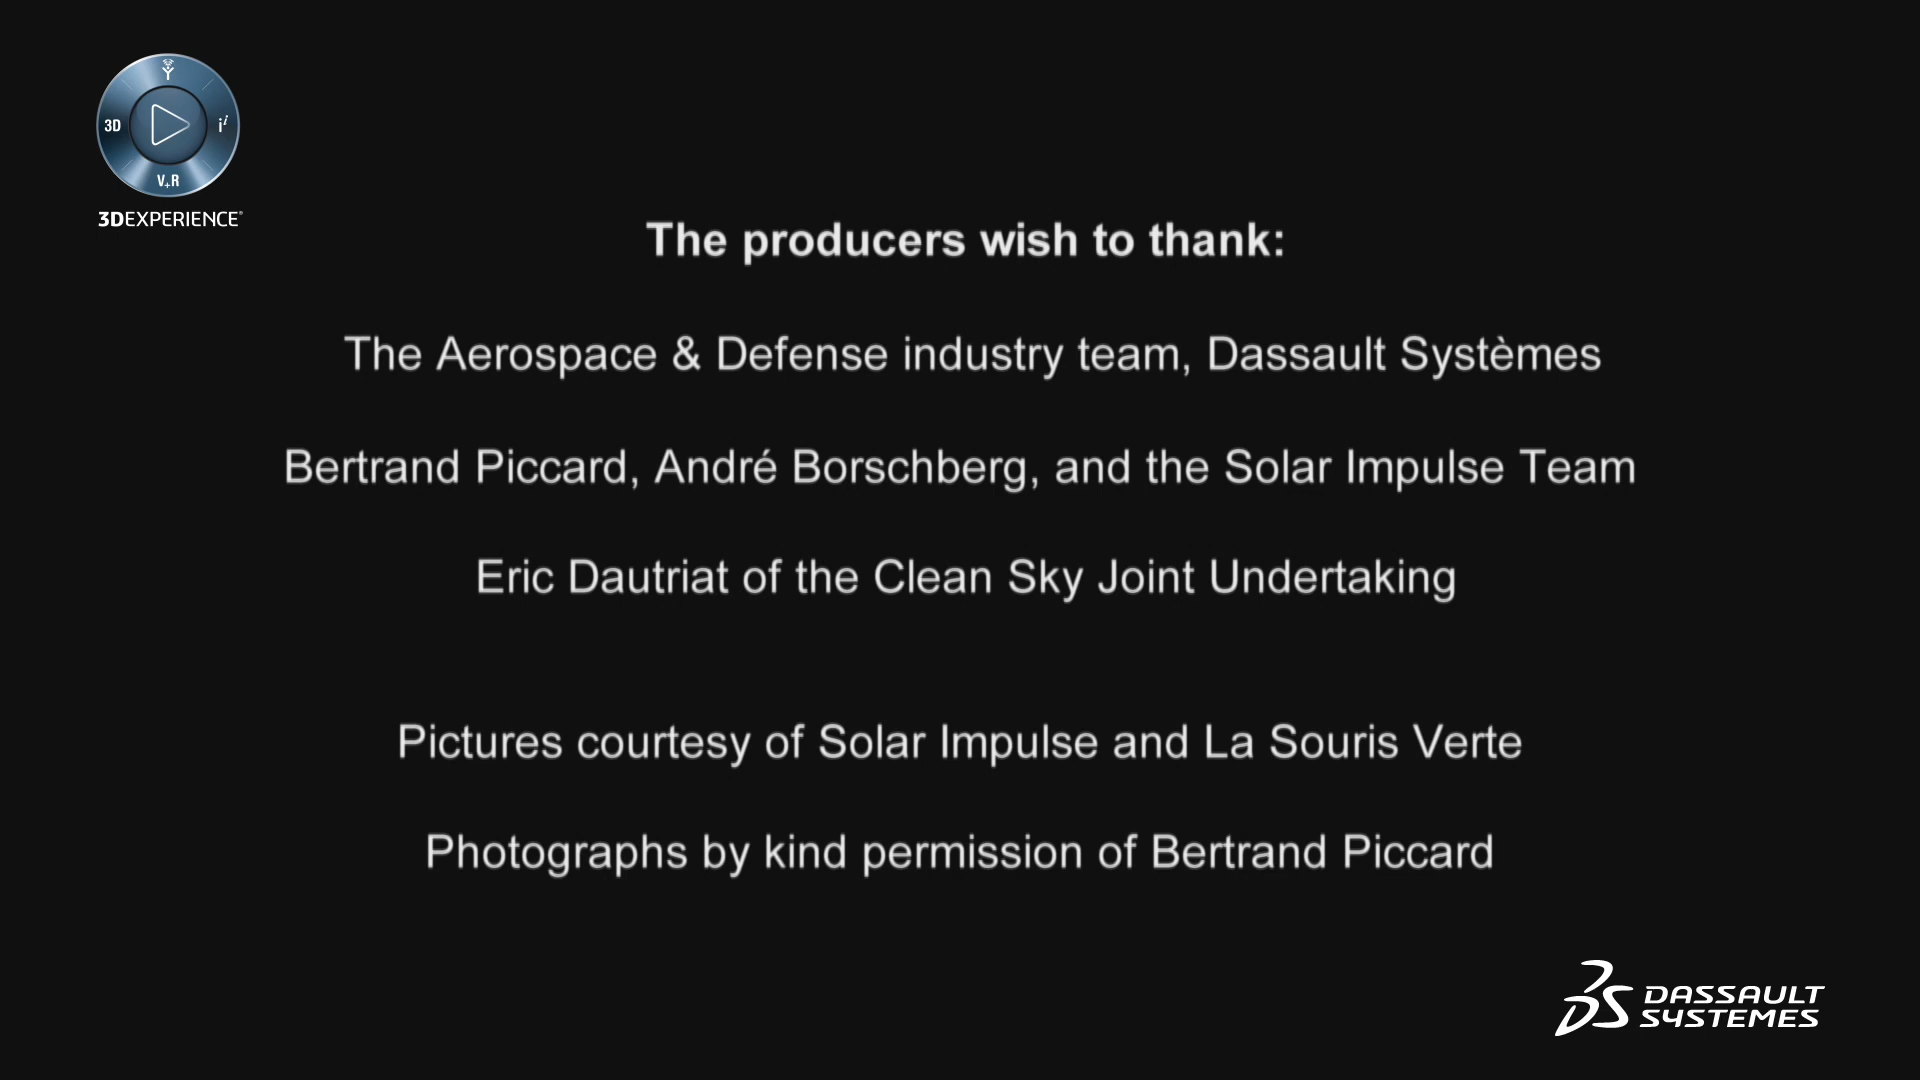 3D
i i
V+R
3DEXPERIENCE®
The producers wish to thank:
The Aerospace & Defense industry team, Dassault Systèmes
Bertrand Piccard, André Borschberg, and the Solar Impulse Team
Eric Dautriat of the Clean Sky Joint Undertaking
Pictures courtesy of Solar Impulse and La Souris Verte
Photographs by kind permission of Bertrand Piccard
3DS DASSAULT
SYSTEMES